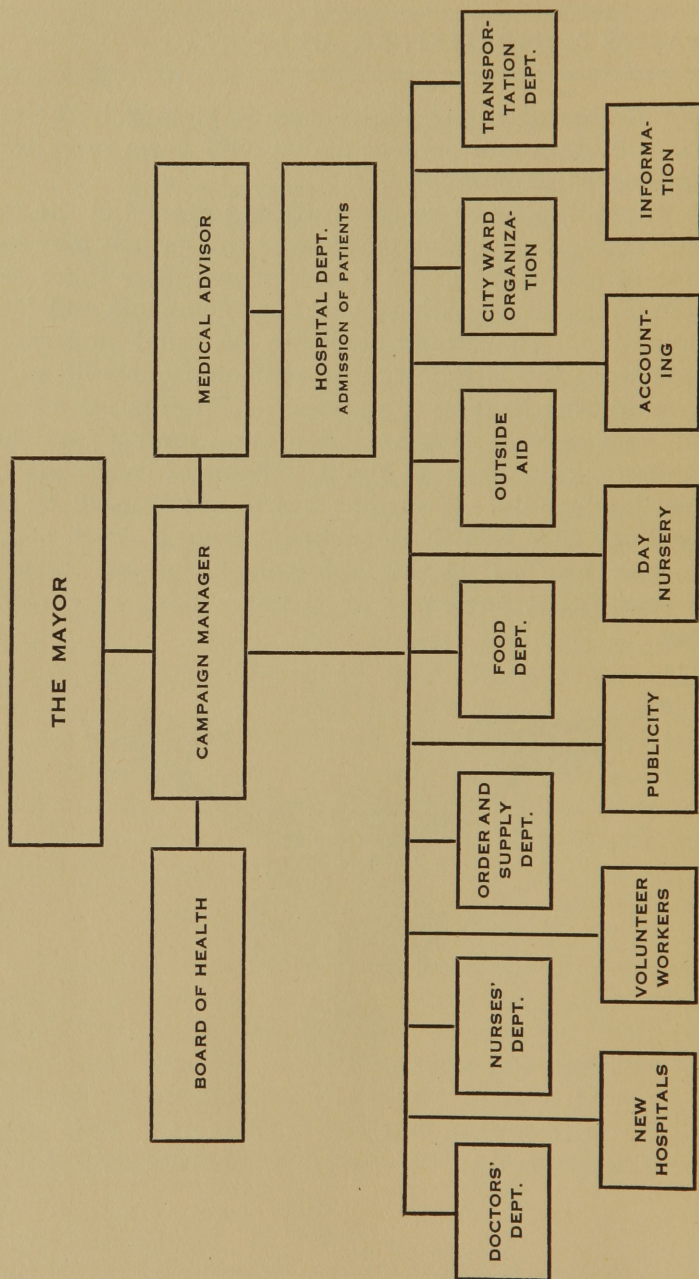 THE MAYOR
BOARD OF HEALTH
CAMPAIGN MANAGER
MEDICAL ADVISOR
HOSPITAL DEPT.
ADMISSION OF PATIENTS
DOCTORS'
DEPT.
NURSES'
DEPT.
ORDER AND
SUPPLY
DEPT.
FOOD
DEPT.
OUTSIDE
AID
CITY WARD
ORGANIZA-
TION
TRANSPOR-
TATION
DEPT.
NEW
HOSPITALS
VOLUNTEER
WORKERS
PUBLICITY
DAY
NURSERY
ACCOUNT-
ING
INFORMA-
TION